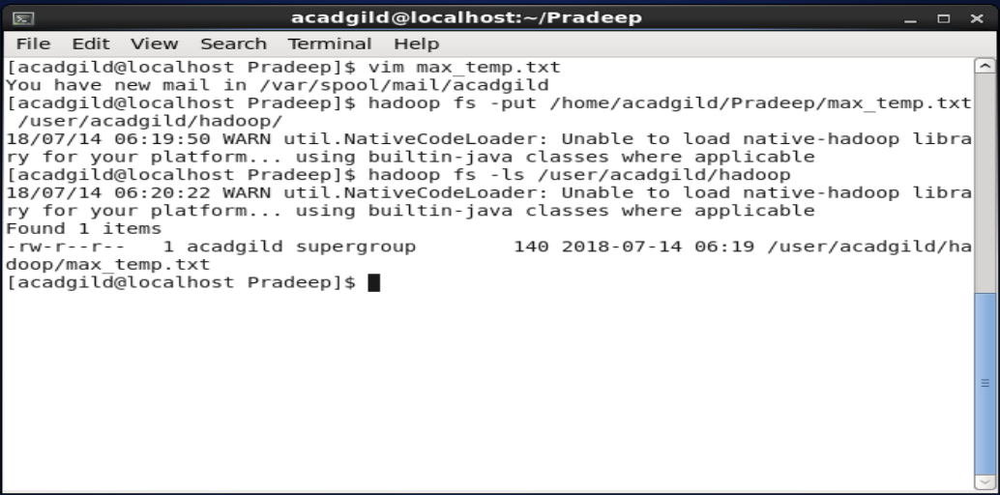 acadgild@localhost:~/Pradeep
File Edit View Search Terminal Help
[acadgild@localhost Pradeep]$ vim max_temp.txt
You have new mail in /var/spool/mail/acadgild
[acadgild@localhost Pradeep]$ hadoop fs -put /home/acadgild/Pradeep/max_temp.txt
 /user/acadgild/hadoop/
18/07/14 06:19:50 WARN util.NativeCodeLoader: Unable to load native-hadoop libra
ry for your platform... using builtin-java classes where applicable
[acadgild@localhost Pradeep]$ hadoop fs -ls /user/acadgild/hadoop
18/07/14 06:20:22 WARN util.NativeCodeLoader: Unable to load native-hadoop libra
ry for your platform... using builtin-java classes where applicable
Found 1 items
-rw-r--r--   1 acadgild supergroup        140 2018-07-14 06:19 /user/acadgild/ha
doop/max_temp.txt
[acadgild@localhost Pradeep]$